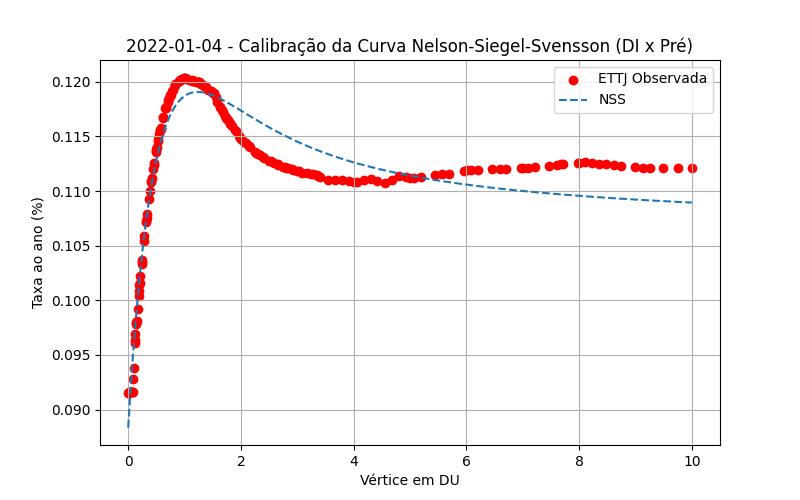 2022-01-04 - Calibração da Curva Nelson-Siegel-Svensson (DI x Pré)
ETTJ Observada
NSS
Taxa ao ano (%)
0.120
0.115
0.110
0.105
0.100
0.095
0.090
0 2 4 6 8 10
Vértice em DU